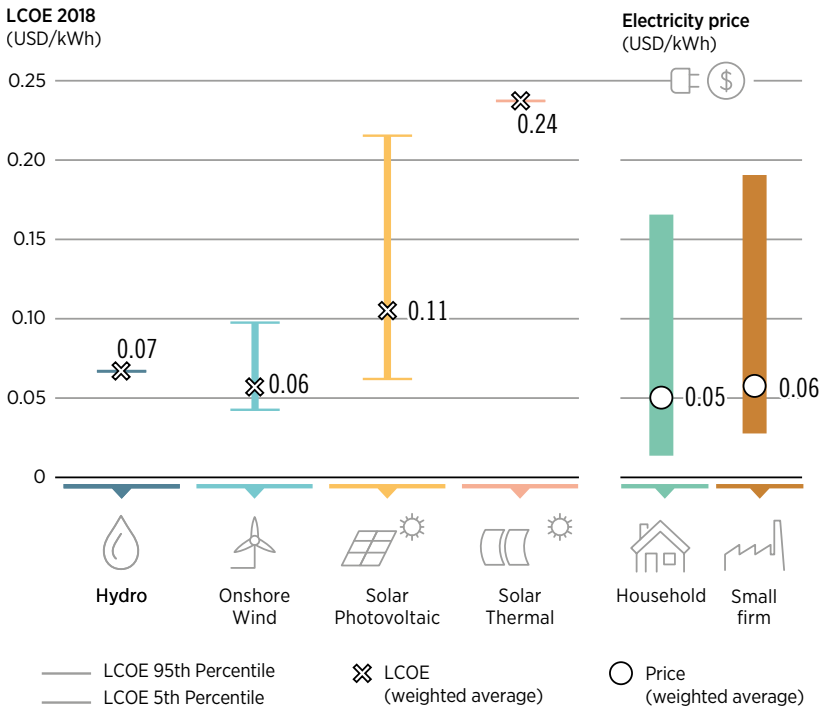 LCOE 2018
(USD/kWh)
Electricity price
(USD/kWh)
0.25
$
0.24
0.20
0.15
0.11
0.10
0.07
0.06
0.05
0.05
0.06
0
Hydro
Onshore
Wind
Solar
Photovoltaic
Solar
Thermal
Household
Small
firm
LCOE 95th Percentile
LCOE 5th Percentile
LCOE
(weighted average)
Price
(weighted average)